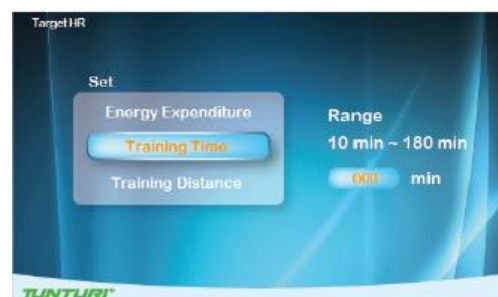 Target HR
Set
Energy Expenditure
Training Time
Training Distance
Range
10 min ~ 180 min
000 min
TUNTURI®